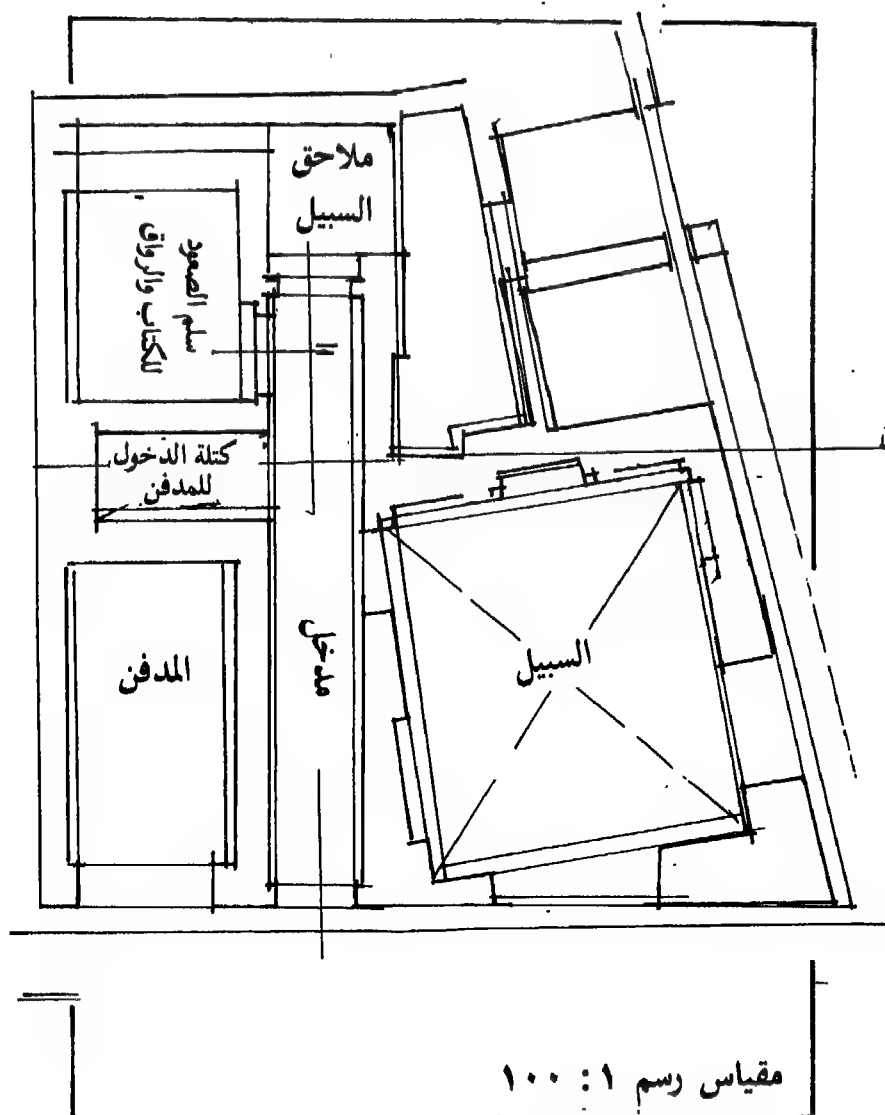 ملاحق
السبيل
سلم الصعود
للكتاب والرواق
كتلة الدخول
للمدفن
المدفن
مدخل
السبيل
مقياس رسم ١ : ١٠٠